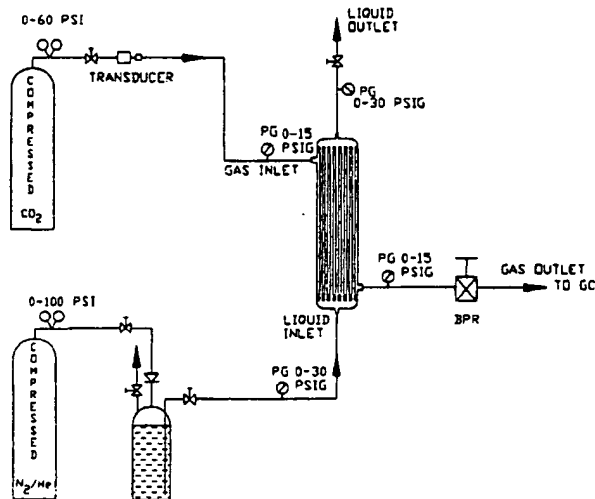 0-60 PSI
LIQUID
OUTLET
TRANSDUCER
PG
0-30 PSIG
COMPRESSED
CO2
PG 0-15
PSIG
GAS INLET
PG 0-15
PSIG
GAS OUTLET
TO GC
BPR
0-100 PSI
LIQUID
INLET
COMPRESSED
N2/He
PG 0-30
PSIG